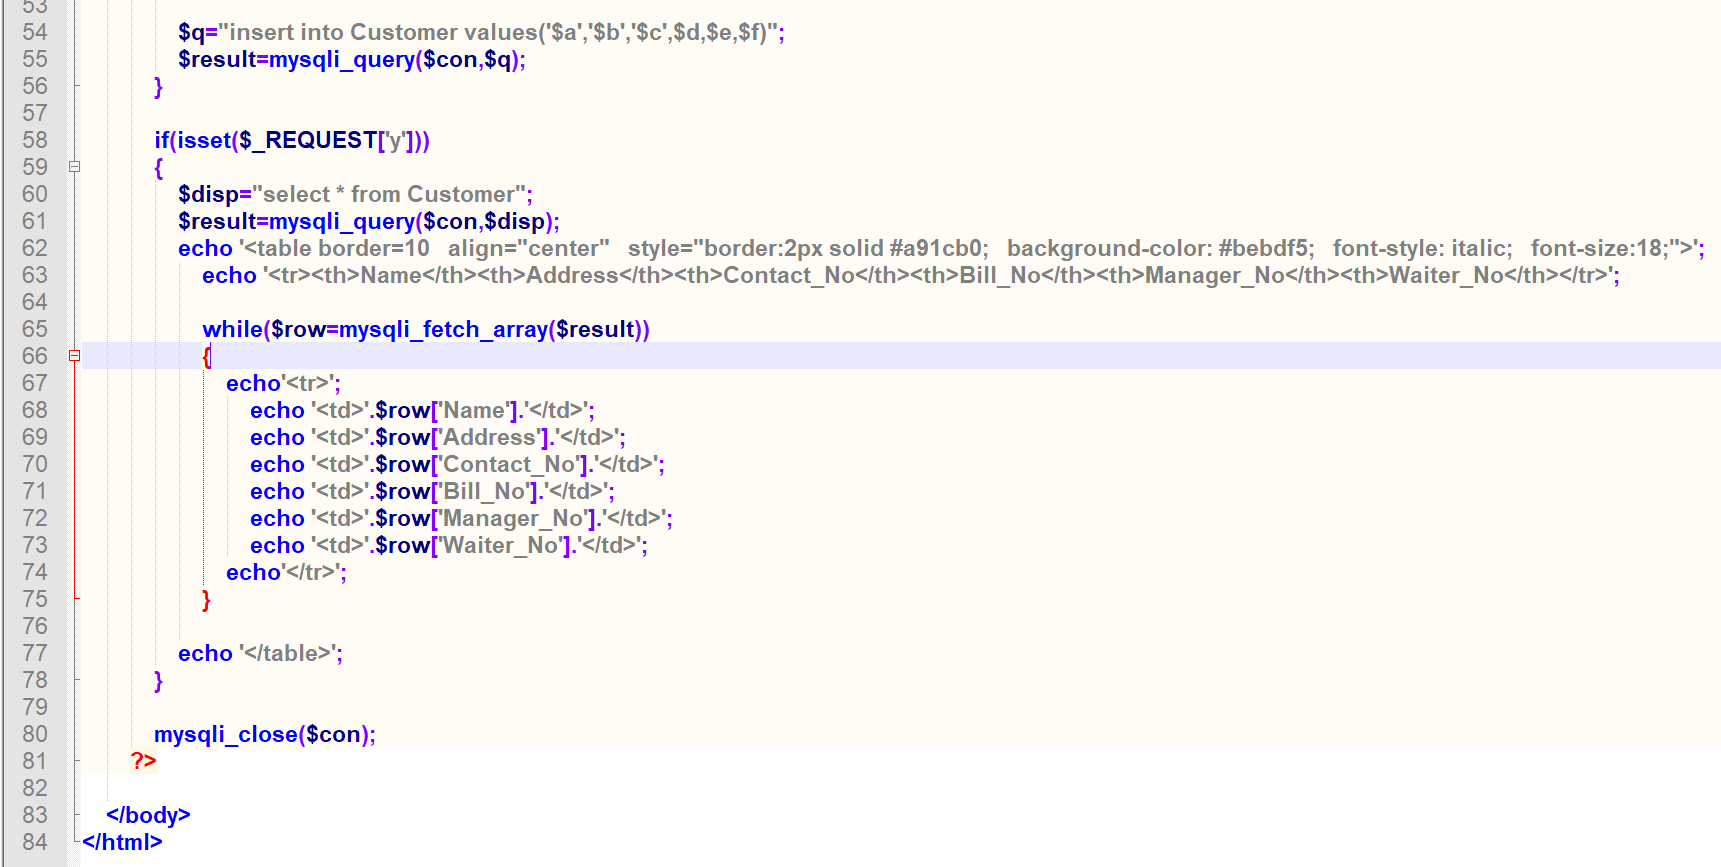 53
54 $q="insert into Customer values('$a','$b','$c',$d,$e,$f)";
55 $result=mysqli_query($con,$q);
56 }
57
58 if(isset($_REQUEST['y']))
59 {
60 $disp="select * from Customer";
61 $result=mysqli_query($con,$disp);
62 echo '<table border=10   align="center"   style="border:2px solid #a91cb0;   background-color: #bebdf5;   font-style: italic;   font-size:18;">';
63 echo '<tr><th>Name</th><th>Address</th><th>Contact_No</th><th>Bill_No</th><th>Manager_No</th><th>Waiter_No</th></tr>';
64
65 while($row=mysqli_fetch_array($result))
66 {
67 echo'<tr>';
68 echo '<td>'.$row['Name'].'</td>';
69 echo '<td>'.$row['Address'].'</td>';
70 echo '<td>'.$row['Contact_No'].'</td>';
71 echo '<td>'.$row['Bill_No'].'</td>';
72 echo '<td>'.$row['Manager_No'].'</td>';
73 echo '<td>'.$row['Waiter_No'].'</td>';
74 echo'</tr>';
75 }
76
77 echo '</table>';
78 }
79
80 mysqli_close($con);
81 ?>
82
83 </body>
84 </html>